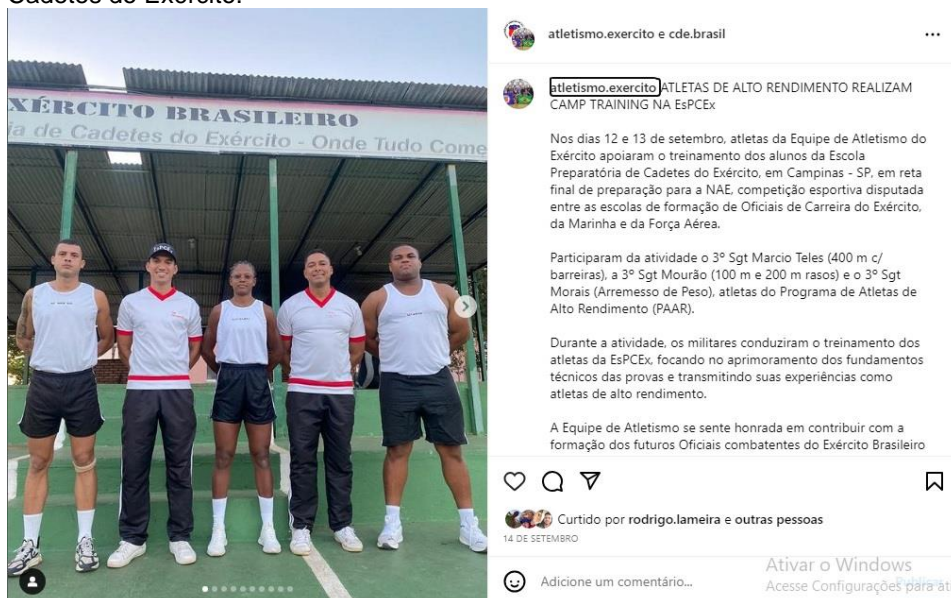 XÉRCITO BRASILEIRO
ia de Cadetes do Exército - Onde Tudo Come
EsPCEx
atletismo.exercito e cde.brasil
atletismo.exercito ATLETAS DE ALTO RENDIMENTO REALIZAM
CAMP TRAINING NA EsPCEx
Nos dias 12 e 13 de setembro, atletas da Equipe de Atletismo do
Exército apoiaram o treinamento dos alunos da Escola
Preparatória de Cadetes do Exército, em Campinas - SP, em reta
final de preparação para a NAE, competição esportiva disputada
entre as escolas de formação de Oficiais de Carreira do Exército,
da Marinha e da Força Aérea.
Participaram da atividade o 3º Sgt Marcio Teles (400 m c/
barreiras), a 3º Sgt Mourão (100 m e 200 m rasos) e o 3º Sgt
Morais (Arremesso de Peso), atletas do Programa de Atletas de
Alto Rendimento (PAAR).
Durante a atividade, os militares conduziram o treinamento dos
atletas da EsPCEx, focando no aprimoramento dos fundamentos
técnicos das provas e transmitindo suas experiências como
atletas de alto rendimento.
A Equipe de Atletismo se sente honrada em contribuir com a
formação dos futuros Oficiais combatentes do Exército Brasileiro
Curtido por rodrigo.lameira e outras pessoas
14 DE SETEMBRO
Adicione um comentário...
Publicar
Ativar o Windows
Acesse Configurações para at